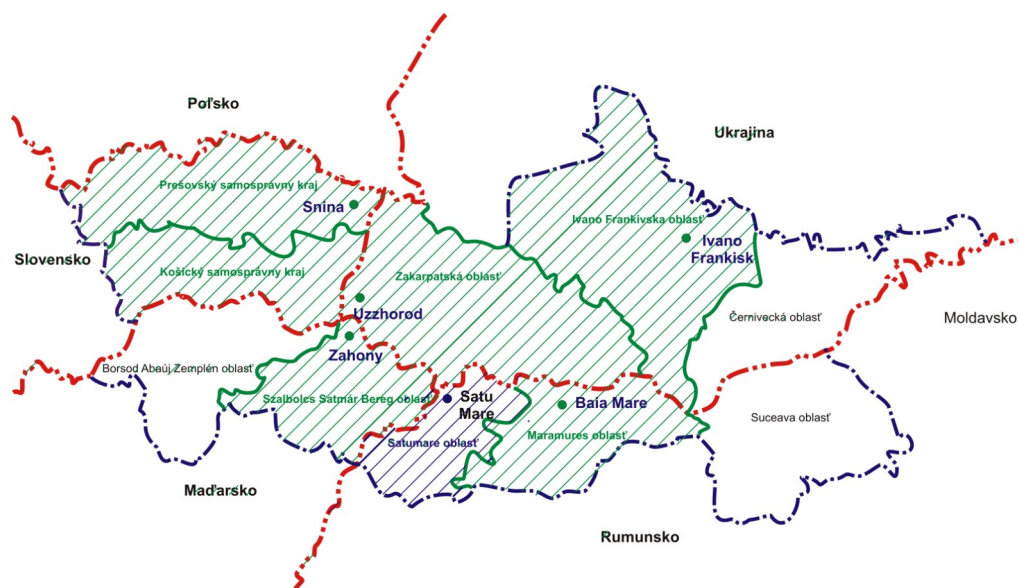 Poľsko
Ukrajina
Prešovský samosprávny kraj
Snina
Ivano Frankivska oblasť
Ivano
Frankisk
Slovensko
Košícký samosprávny kraj
Zakarpatská oblasť
Uzzhorod
Černivecká oblasť
Moldavsko
Zahony
Borsod Abaúj Zemplén oblasť
Szalbolcs Satmár Bereg oblasť
Satu
Mare
Baia Mare
Suceava oblasť
Satumare oblasť
Maramures oblasť
Maďarsko
Rumunsko